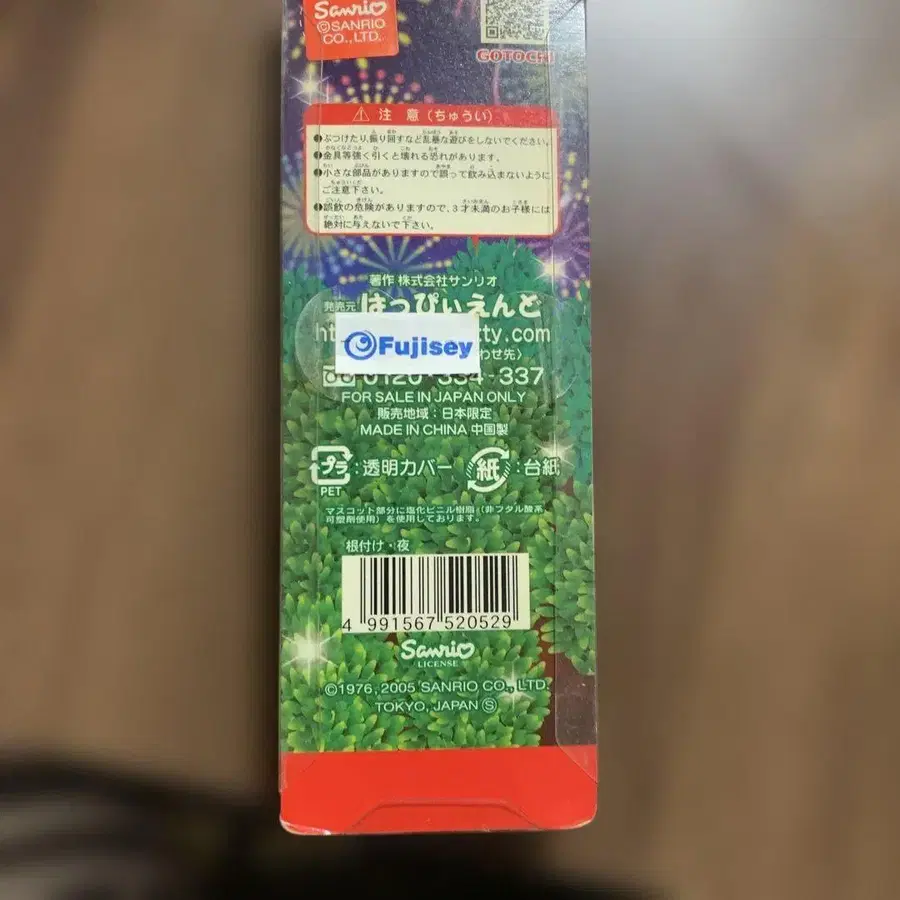 Sanrio
©SANRIO
CO., LTD.
GOTOCHI
⚠ 注 意 (ちゅうい)
ぶつけたり、振り回すなど乱暴な遊びをしないでください。
金具等強く引くと壊れる恐れがあります。
小さな部品がありますので誤って飲み込まないように
ご注意下さい。
誤飲の危険がありますので、3才未満のお子様には
絶対に与えないで下さい。
著作 株式会社サンリオ
発売元 はっぴぃえんど
tty.com
Fujisey
わせ先〉
0120-334-337
FOR SALE IN JAPAN ONLY
販売地域:日本限定
MADE IN CHINA 中国製
プラ:透明カバー 紙:台紙
PET
マスコット部分に塩化ビニル樹脂(非フタル酸系
可塑剤使用)を使用しております。
根付け・夜
4 991567 520529
Sanrio
LICENSE
©1976, 2005 SANRIO CO., LTD.
TOKYO, JAPAN Ⓢ